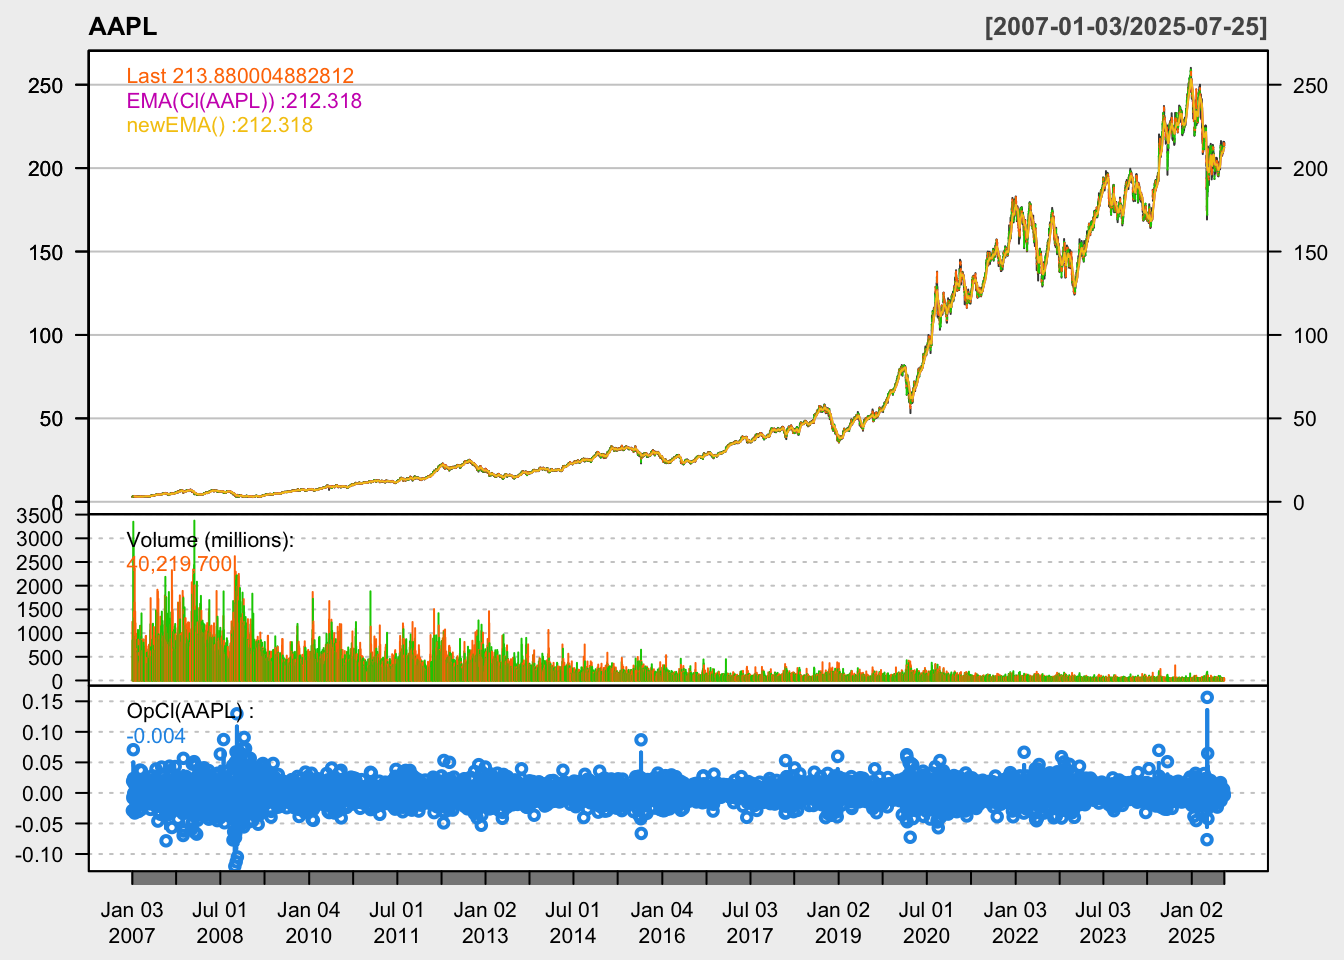 AAPL [2007-01-03/2025-07-25]
Last 213.880004882812
EMA(Cl(AAPL)) :212.318
newEMA() :212.318
250 250
200 200
150 150
100 100
50 50
0 0
3500
3000
2500
2000
1500
1000
500
0
Volume (millions):
40,219,700
0.15
0.10
0.05
0.00
-0.05
-0.10
OpCl(AAPL) :
-0.004
Jan 03 Jul 01 Jan 04 Jul 01 Jan 02 Jul 01 Jan 04 Jul 03 Jan 02 Jul 01 Jan 03 Jul 03 Jan 02
2007 2008 2010 2011 2013 2014 2016 2017 2019 2020 2022 2023 2025